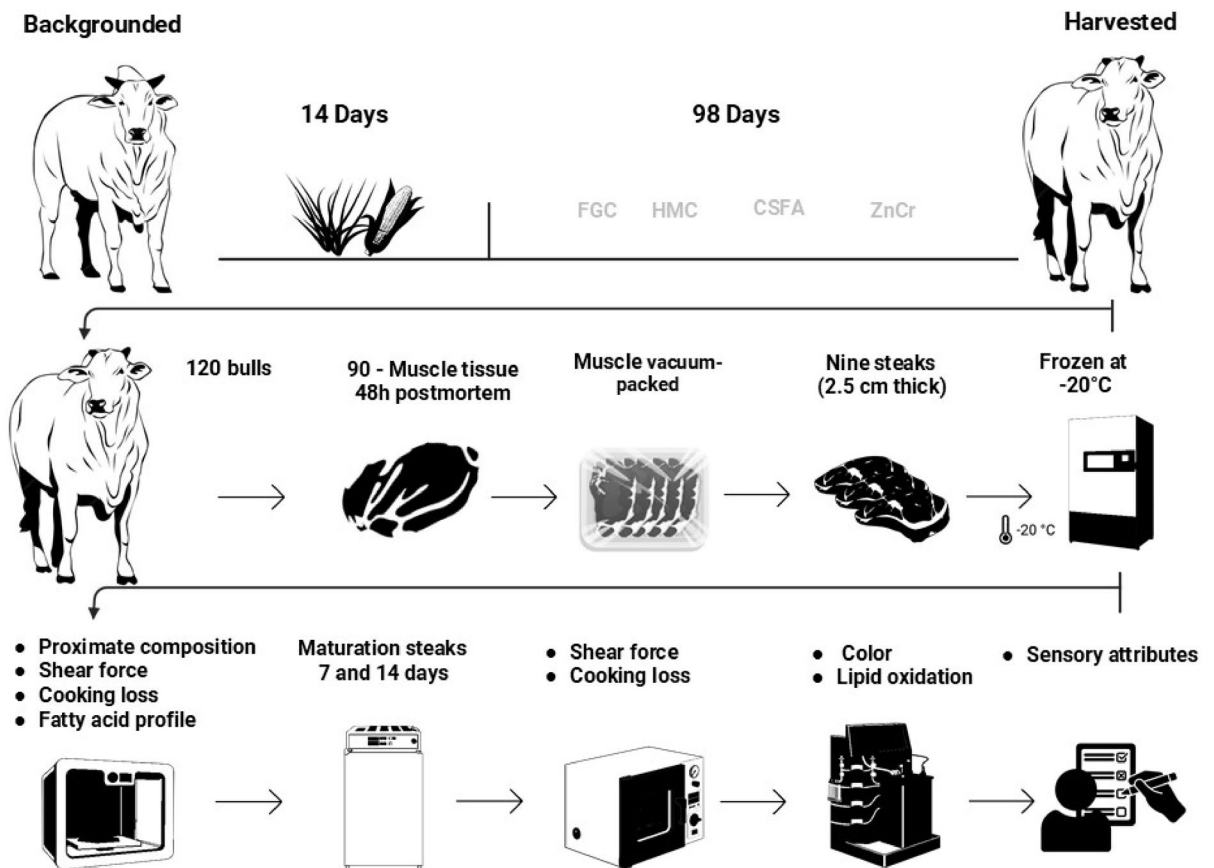 Backgrounded
Harvested
14 Days
98 Days
FGC
HMC
CSFA
ZnCr
120 bulls
90 - Muscle tissue
48h postmortem
Muscle vacuum-
packed
Nine steaks
(2.5 cm thick)
Frozen at
-20°C
-20 °C
● Proximate composition
● Shear force
● Cooking loss
● Fatty acid profile
Maturation steaks
7 and 14 days
● Shear force
● Cooking loss
● Color
● Lipid oxidation
● Sensory attributes